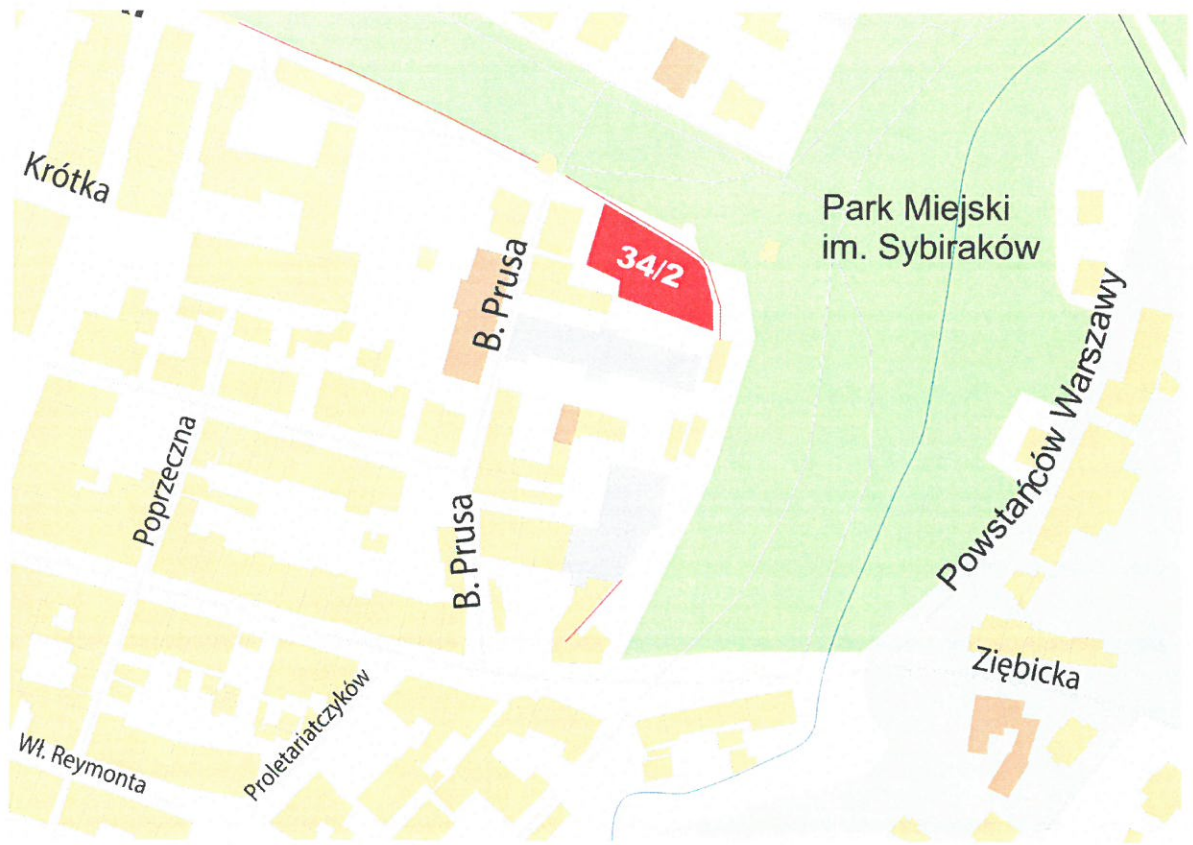 Krótka
B. Prusa
34/2
Park Miejski
im. Sybiraków
Powstańców Warszawy
Poprzeczna
B. Prusa
Ziębicka
Proletariatczyków
Wł. Reymonta